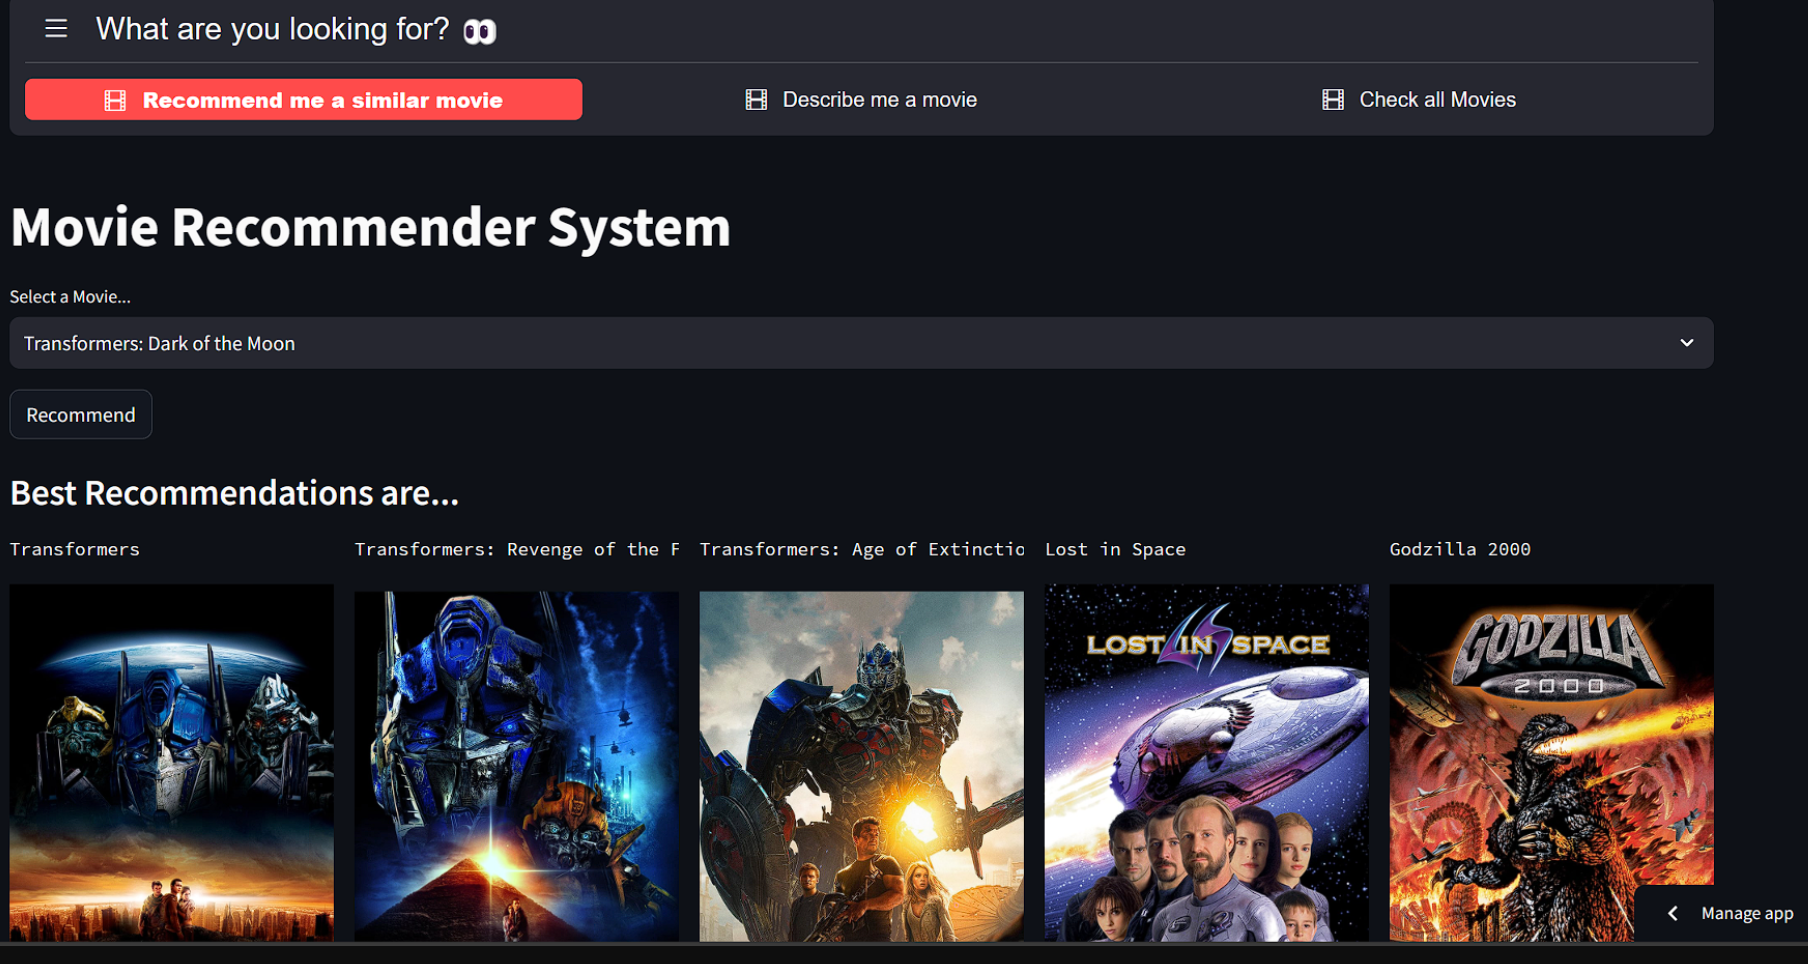 What are you looking for? 👀
Recommend me a similar movie
Describe me a movie
Check all Movies
Movie Recommender System
Select a Movie...
Transformers: Dark of the Moon
Recommend
Best Recommendations are...
Transformers
Transformers: Revenge of the F
Transformers: Age of Extinctio
Lost in Space
Godzilla 2000
LOST IN SPACE
GODZILLA
2000
Manage app